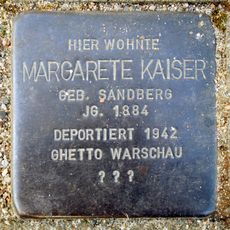 HIER WOHNTE
MARGARETE KAISER
GEB. SANDBERG
JG. 1884
DEPORTIERT 1942
GHETTO WARSCHAU
? ? ?